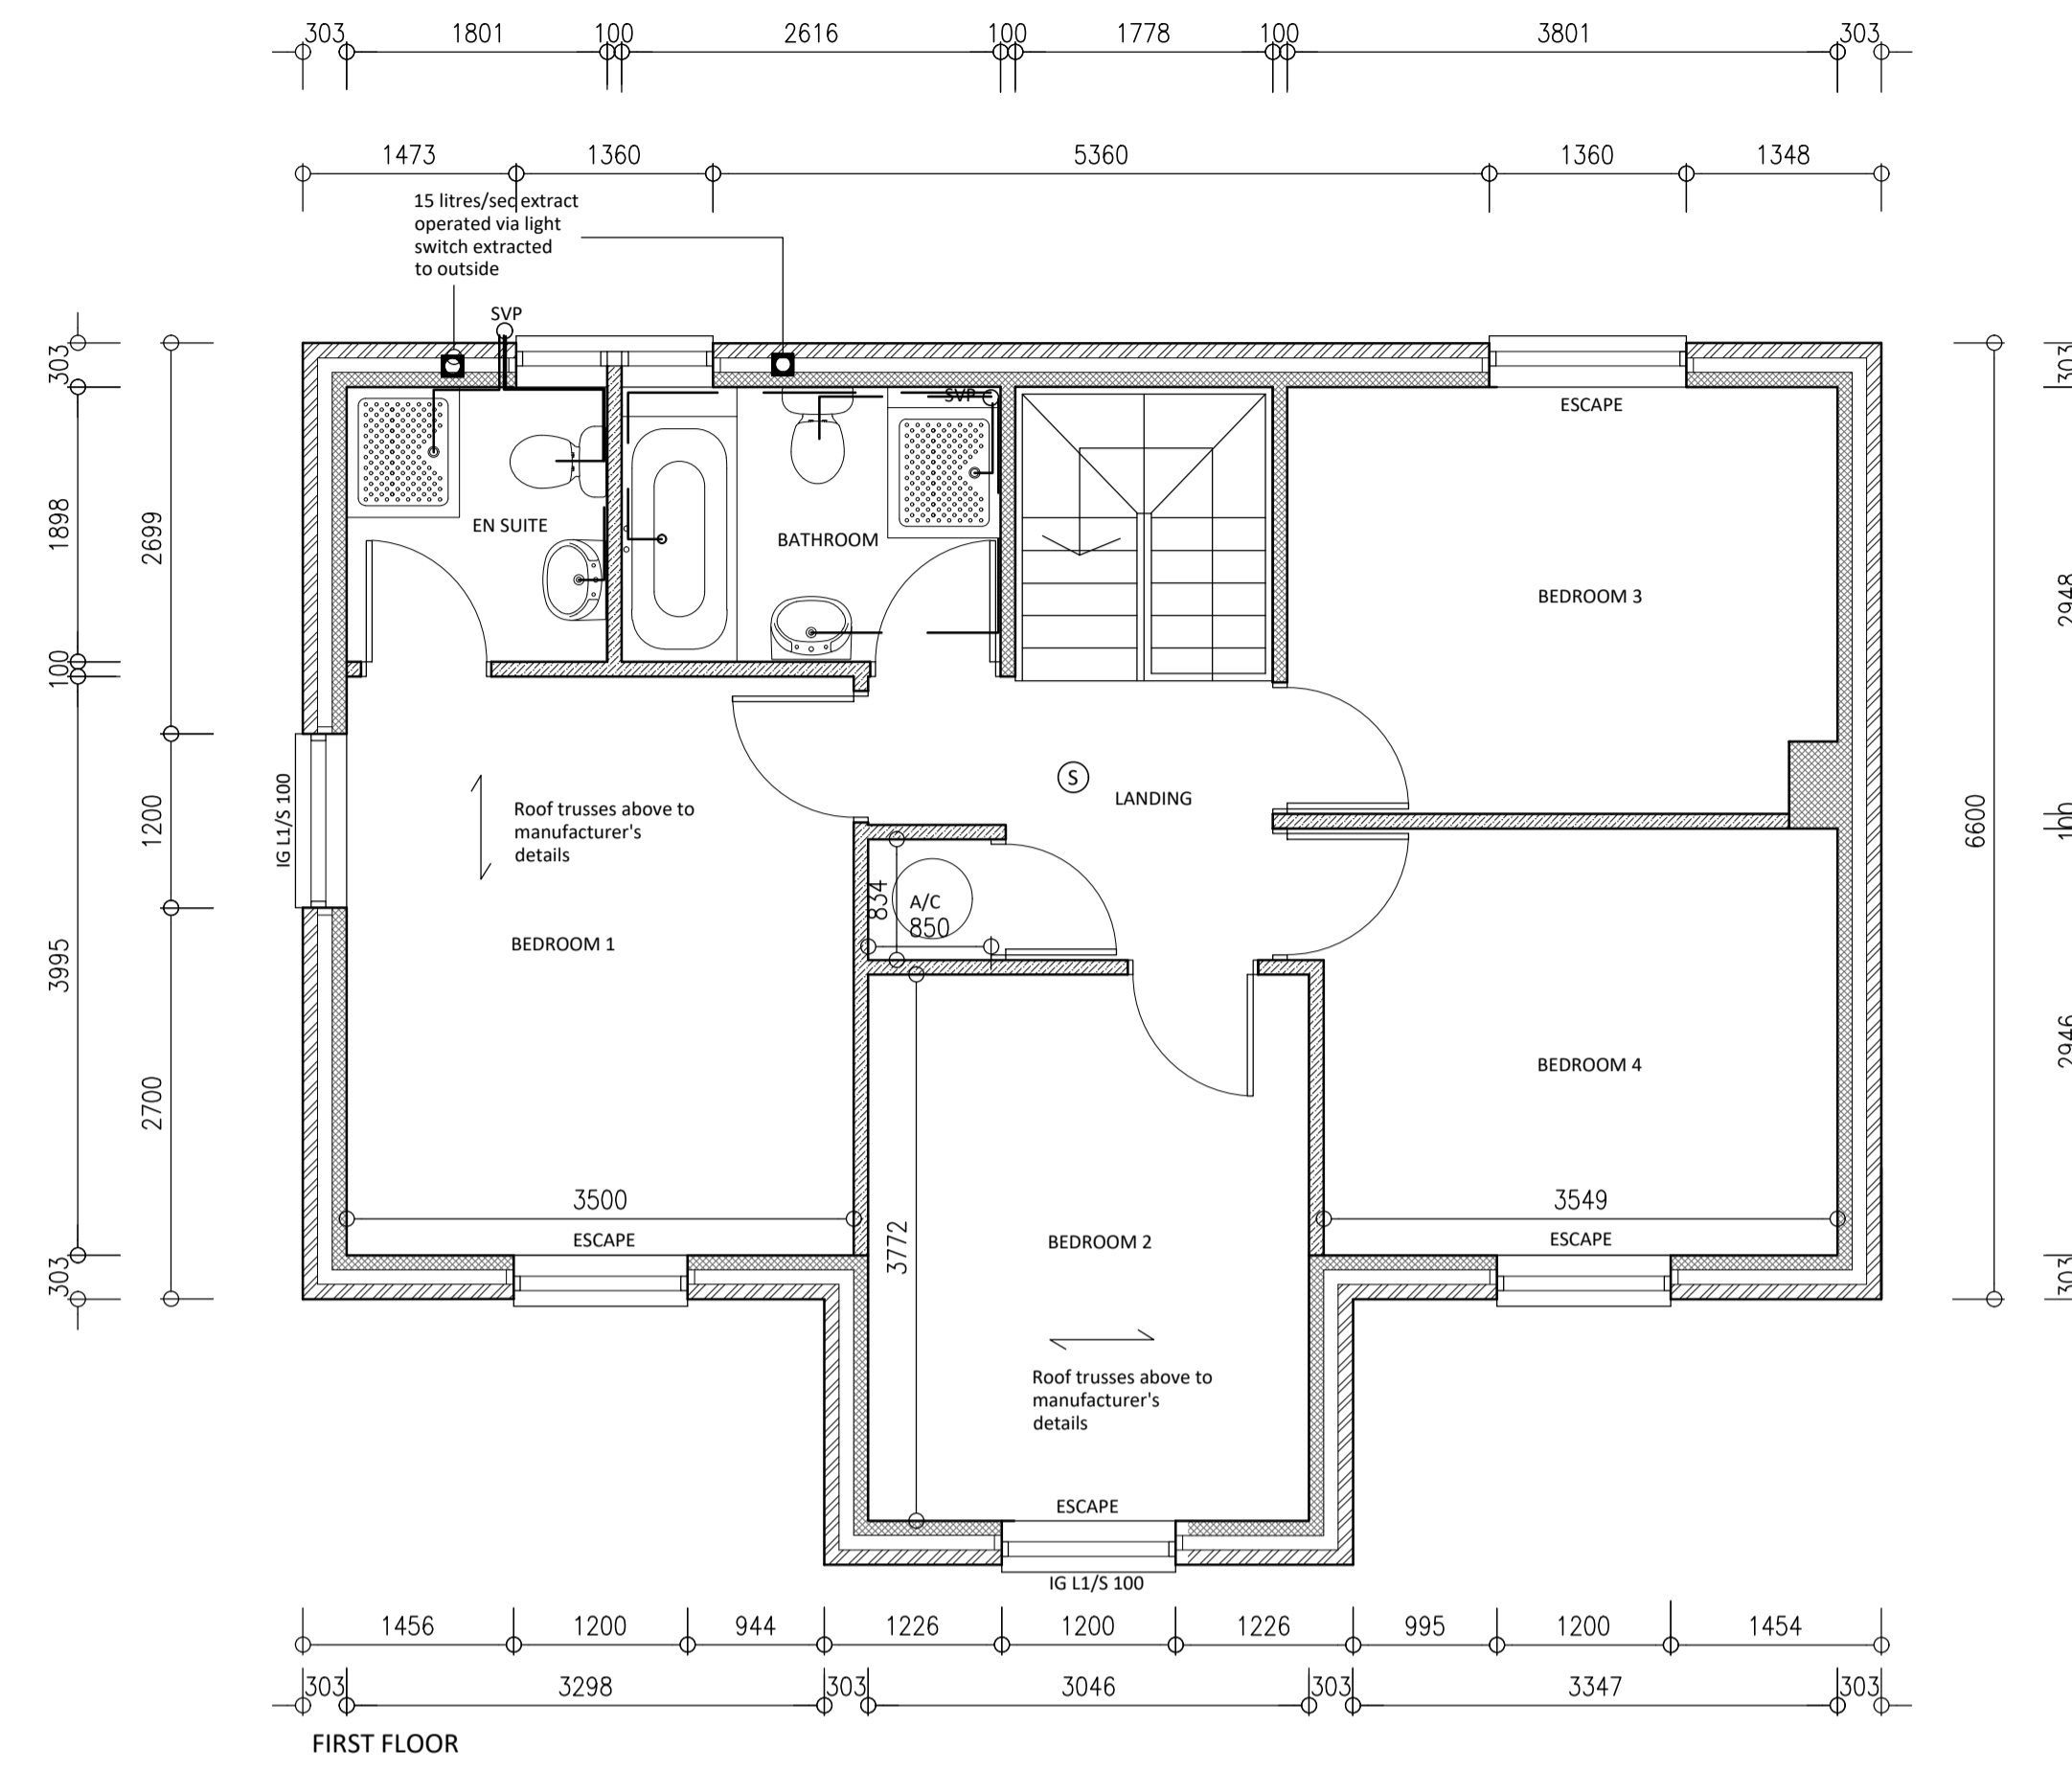 303 1801 100 2616 100 1778 100 3801 303
1473 1360 5360 1360 1348
15 litres/sec extract
operated via light
switch extracted
to outside
SVP
SVP
ESCAPE
303
1898
100
3995
303
2699
1200
2700
EN SUITE
BATHROOM
BEDROOM 3
IG L1/S 100
Roof trusses above to
manufacturer's
details
S
LANDING
A/C
834
850
BEDROOM 1
BEDROOM 4
3500
ESCAPE
3772
BEDROOM 2
3549
ESCAPE
Roof trusses above to
manufacturer's
details
ESCAPE
IG L1/S 100
6600
303
2948
100
2946
303
1456 1200 944 1226 1200 1226 995 1200 1454
303 3298 303 3046 303 3347 303
FIRST FLOOR